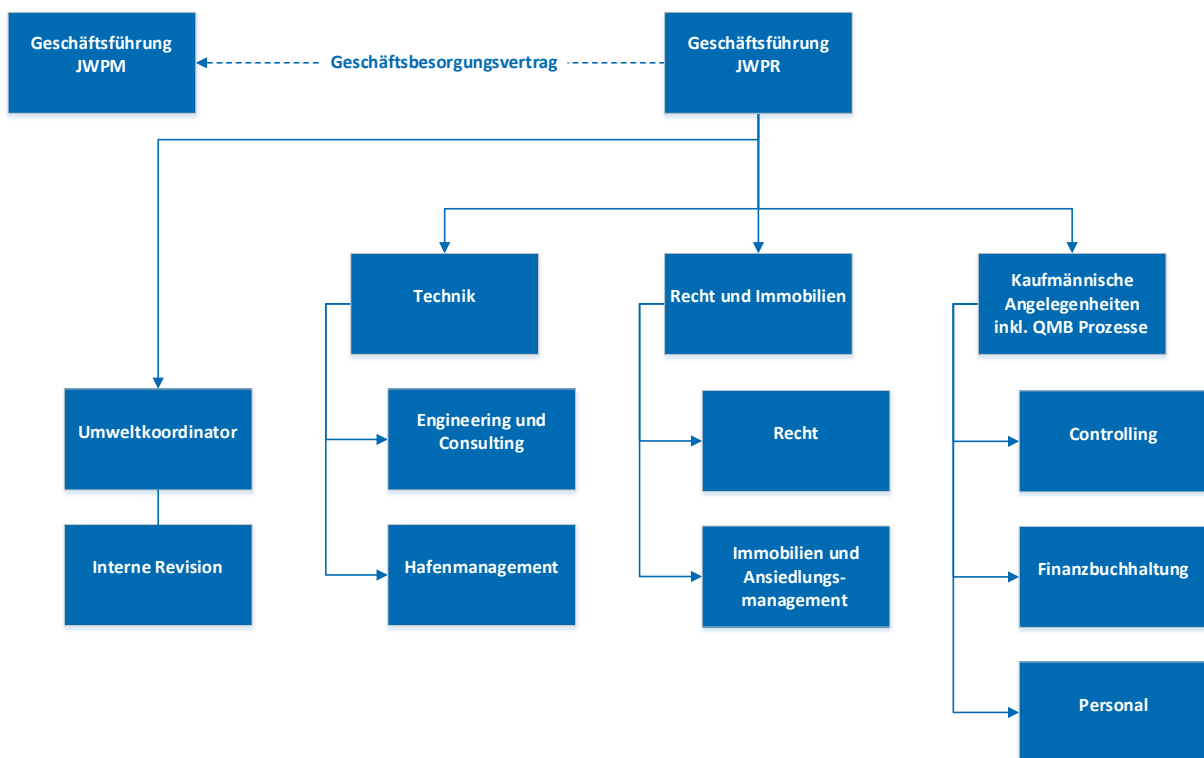 Geschäftsführung
JWPM
Geschäftsbesorgungsvertrag
Geschäftsführung
JWPR
Technik
Recht und Immobilien
Kaufmännische
Angelegenheiten
inkl. QMB Prozesse
Umweltkoordinator
Engineering und
Consulting
Recht
Controlling
Interne Revision
Hafenmanagement
Immobilien und
Ansiedlungs-
management
Finanzbuchhaltung
Personal